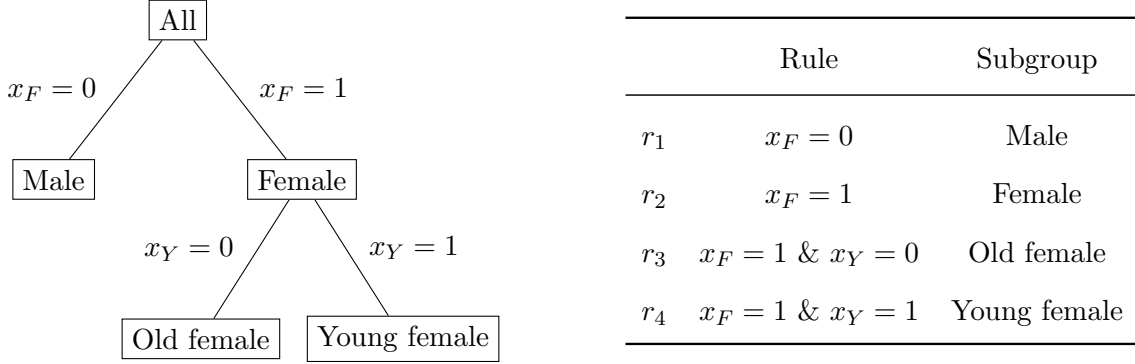 All
x_F = 0
x_F = 1
Male
Female
x_Y = 0
x_Y = 1
Old female
Young female
Rule Subgroup
r_1 x_F = 0 Male
r_2 x_F = 1 Female
r_3 x_F = 1 & x_Y = 0 Old female
r_4 x_F = 1 & x_Y = 1 Young female